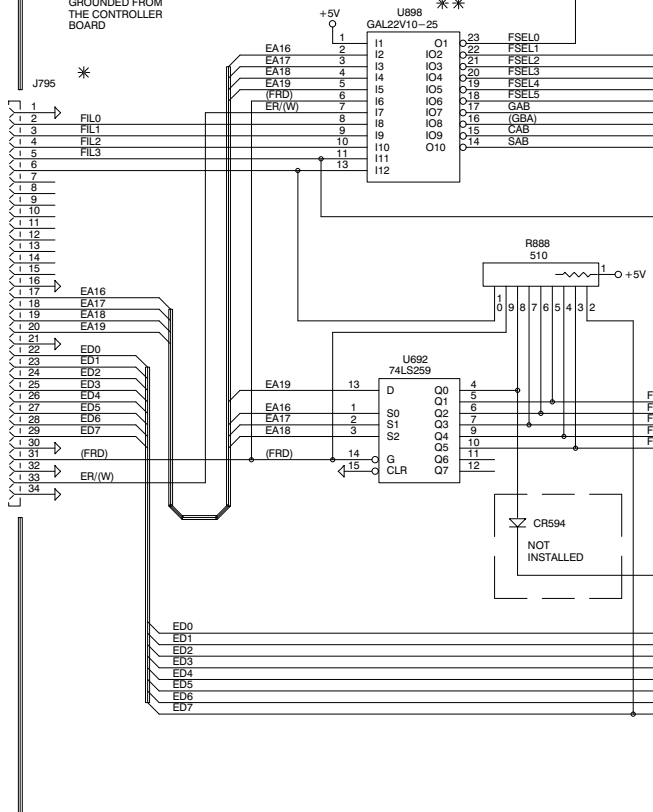 GROUNDED FROM
THE CONTROLLER
BOARD
J795
+5V
U898
GAL22V10-25
1 I1 O1 23 FSEL0
EA16 2 I2 IO2 22 FSEL1
EA17 3 I3 IO3 21 FSEL2
EA18 4 I4 IO4 20 FSEL3
EA19 5 I5 IO5 19 FSEL4
(FRD) 6 I6 IO6 18 FSEL5
ER/(W) 7 I7 IO7 17 GAB
8 I8 IO8 16 (GBA)
9 I9 IO9 15 CAB
10 I10 O10 14 SAB
11 I11
13 I12
1
2 FIL0
3 FIL1
4 FIL2
5 FIL3
6
7
8
9
10
11
12
13
14
15
16
17 EA16
18 EA17
19 EA18
20 EA19
21
22 ED0
23 ED1
24 ED2
25 ED3
26 ED4
27 ED5
28 ED6
29 ED7
30
31 (FRD)
32
33 ER/(W)
34
R888
510
1 +5V
10 9 8 7 6 5 4 3 2
U692
74LS259
EA19 13 D Q0 4
Q1 5
EA16 1 S0 Q2 6
EA17 2 S1 Q3 7
EA18 3 S2 Q4 9
Q5 10
(FRD) 14 G Q6 11
15 CLR Q7 12
F
F
F
F
F
CR594
NOT
INSTALLED
ED0
ED1
ED2
ED3
ED4
ED5
ED6
ED7